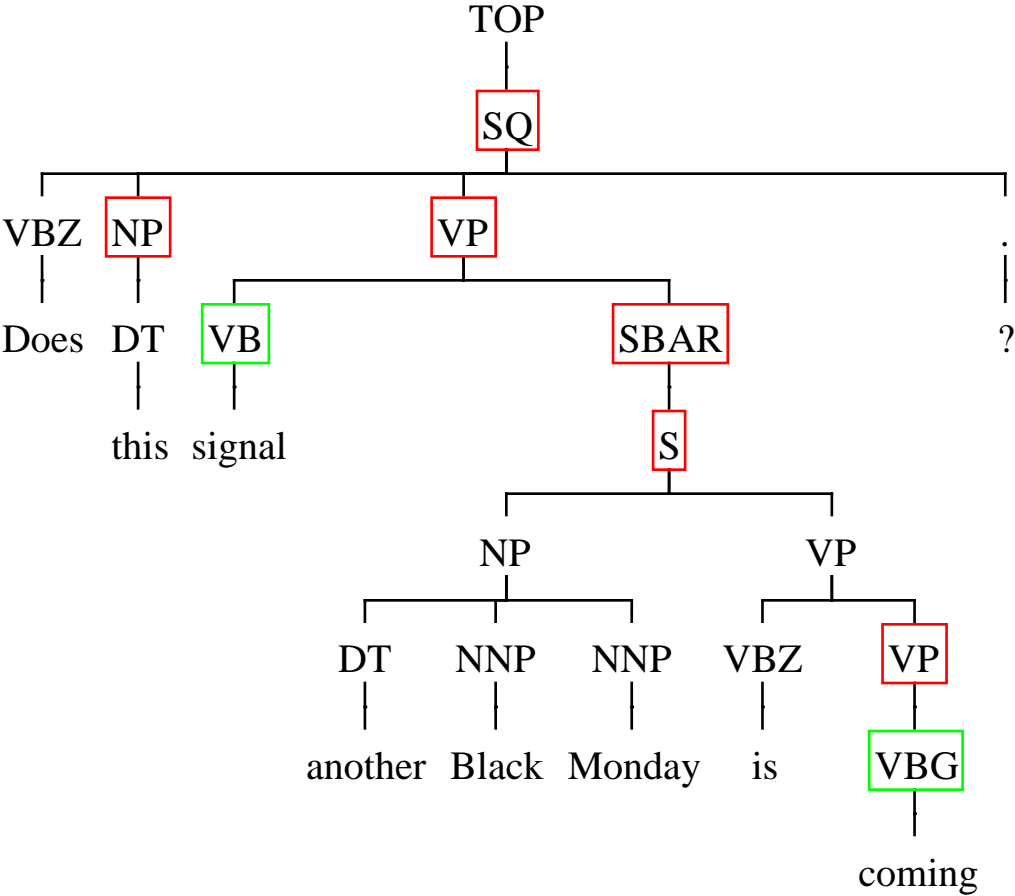 TOP
SQ
VBZ NP VP .
Does DT VB SBAR ?
this signal S
NP VP
DT NNP NNP VBZ VP
another Black Monday is VBG
coming